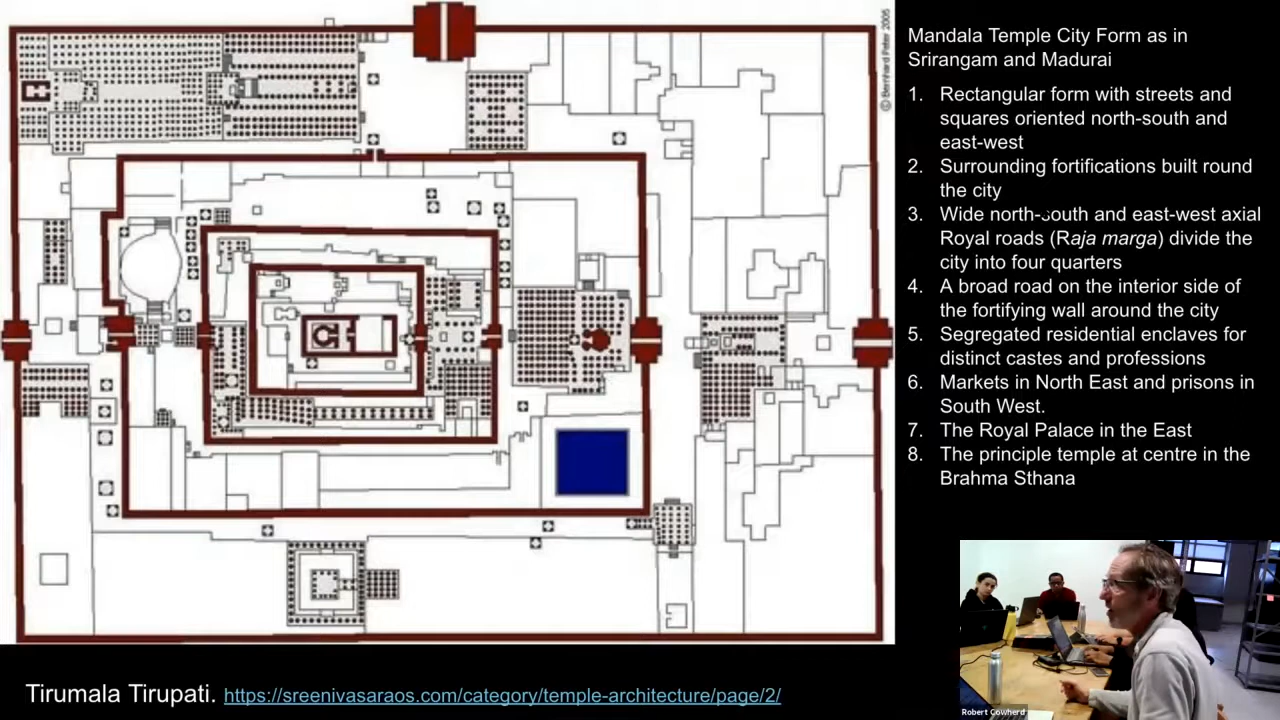 © Bernhard Peter 2005
Mandala Temple City Form as in
Srirangam and Madurai
1. Rectangular form with streets and
squares oriented north-south and
east-west
2. Surrounding fortifications built round
the city
3. Wide north-south and east-west axial
Royal roads (Raja marga) divide the
city into four quarters
4. A broad road on the interior side of
the fortifying wall around the city
5. Segregated residential enclaves for
distinct castes and professions
6. Markets in North East and prisons in
South West.
7. The Royal Palace in the East
8. The principle temple at centre in the
Brahma Sthana
Tirumala Tirupati. https://sreenivasaraos.com/category/temple-architecture/page/2/
Robert Cowherd